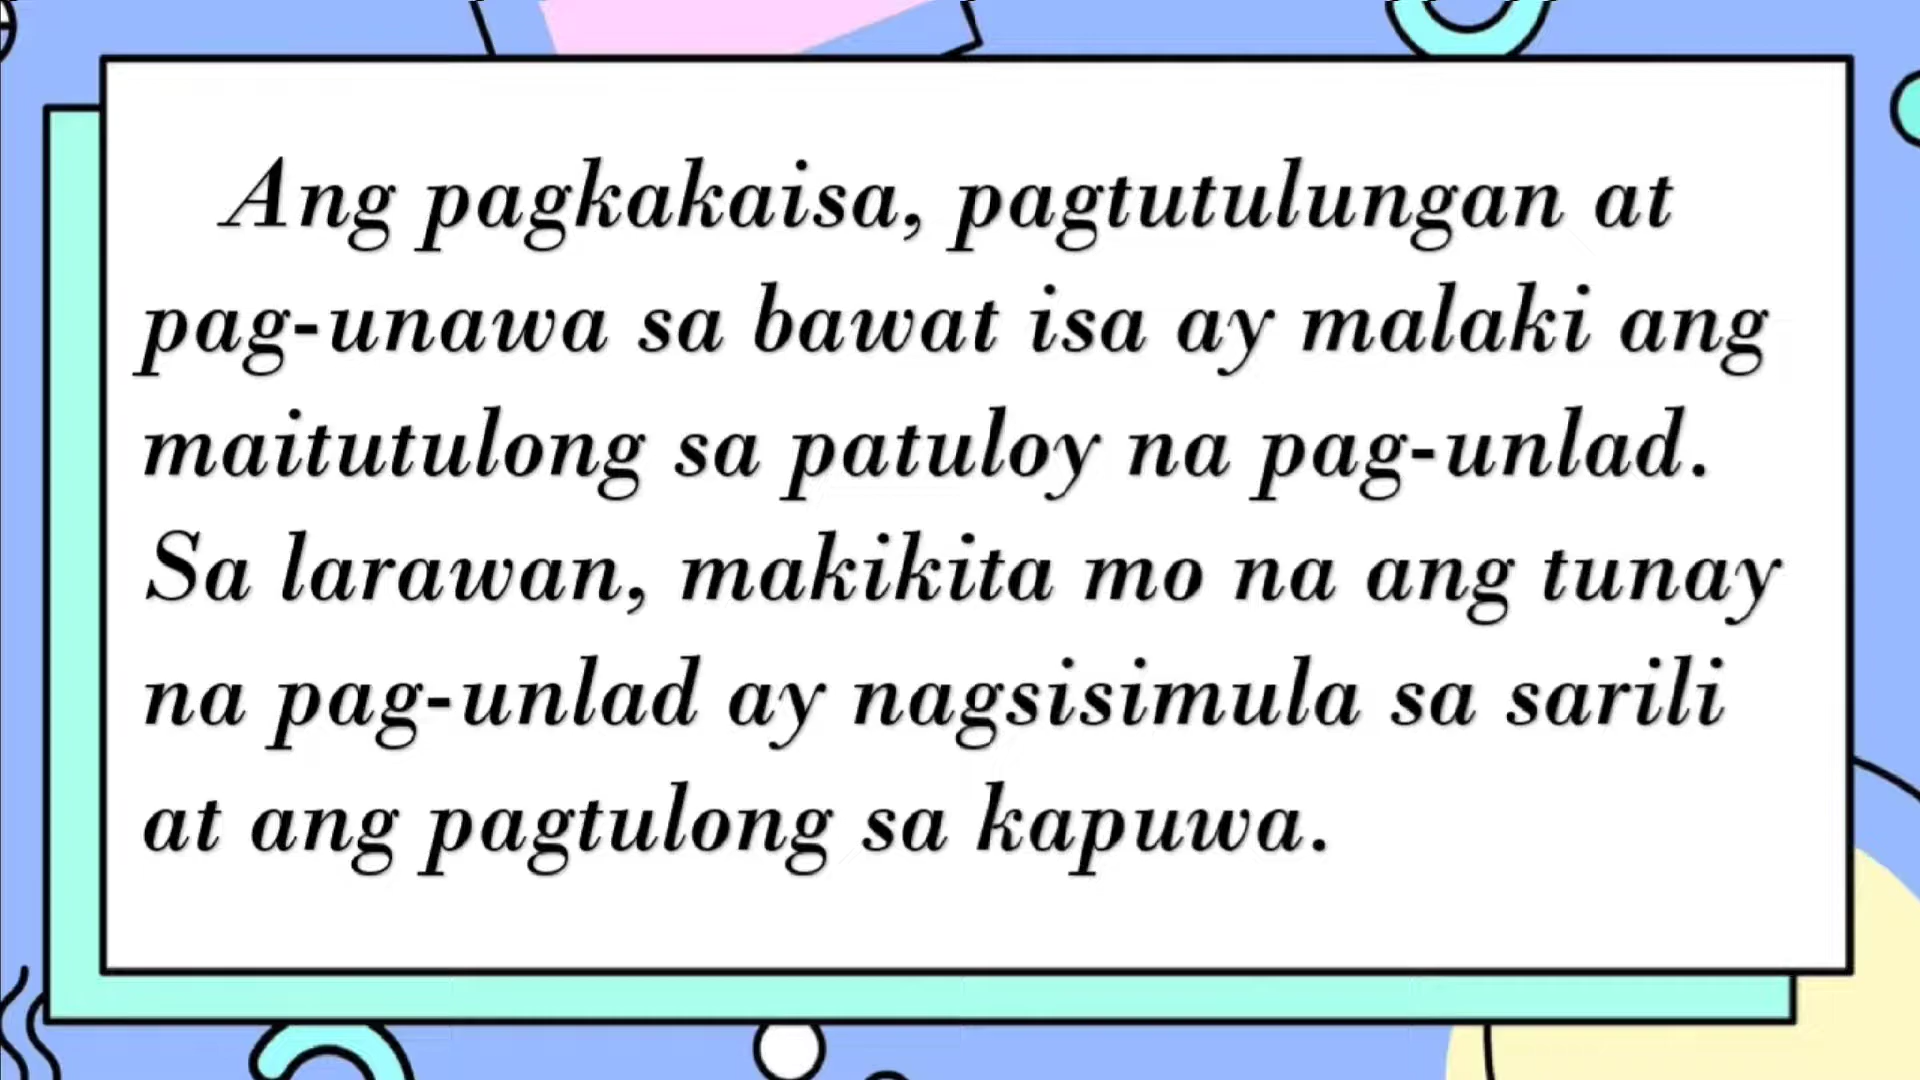 Ang pagkakaisa, pagtutulungan at
pag-unawa sa bawat isa ay malaki ang
maitutulong sa patuloy na pag-unlad.
Sa larawan, makikita mo na ang tunay
na pag-unlad ay nagsisimula sa sarili
at ang pagtulong sa kapuwa.